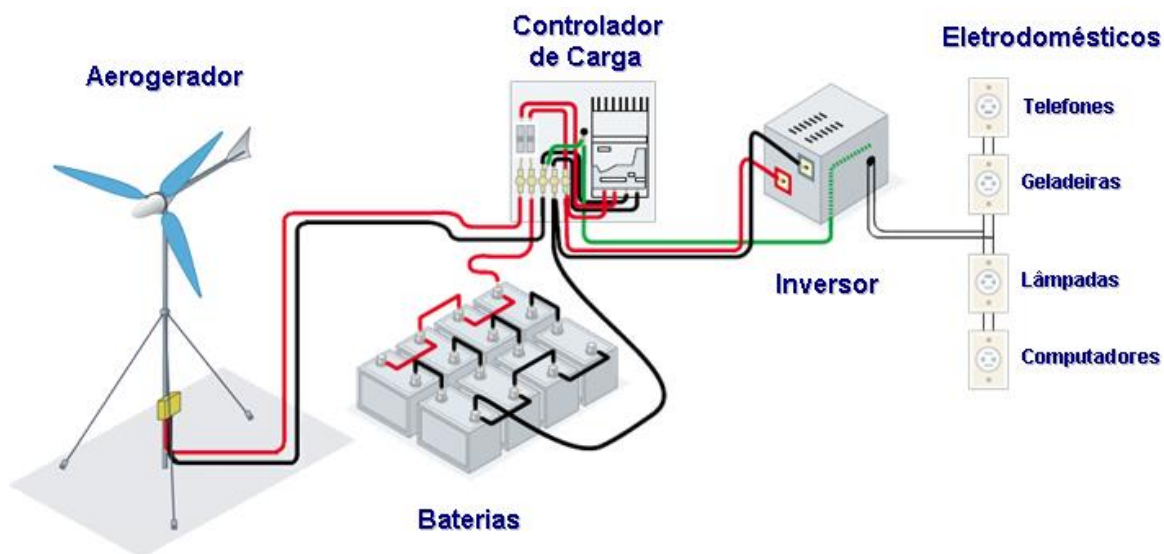 Aerogerador
Controlador
de Carga
Eletrodomésticos
Telefones
Geladeiras
Lâmpadas
Computadores
Inversor
Baterias